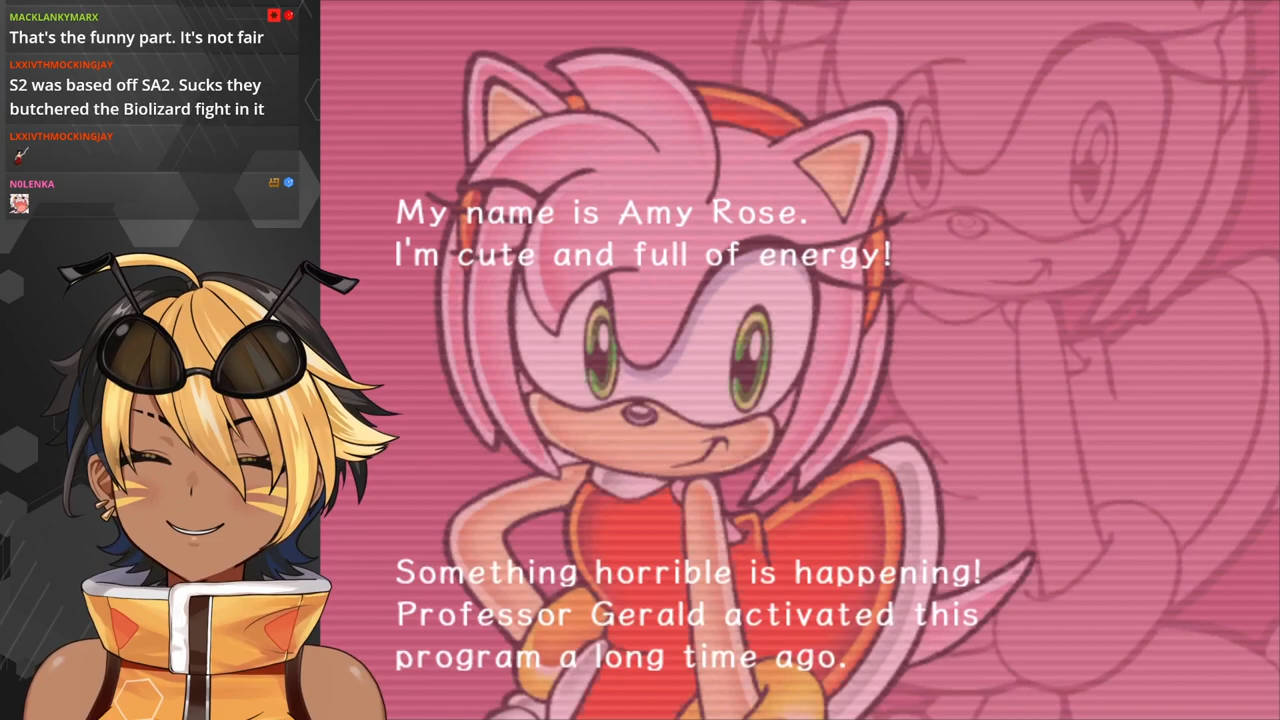 MACKLANKYMARX
That's the funny part. It's not fair
LXXIVTHMOCKINGJAY
S2 was based off SA2. Sucks they
butchered the Biolizard fight in it
LXXIVTHMOCKINGJAY
N0LENKA
My name is Amy Rose.
I'm cute and full of energy!
Something horrible is happening!
Professor Gerald activated this
program a long time ago.